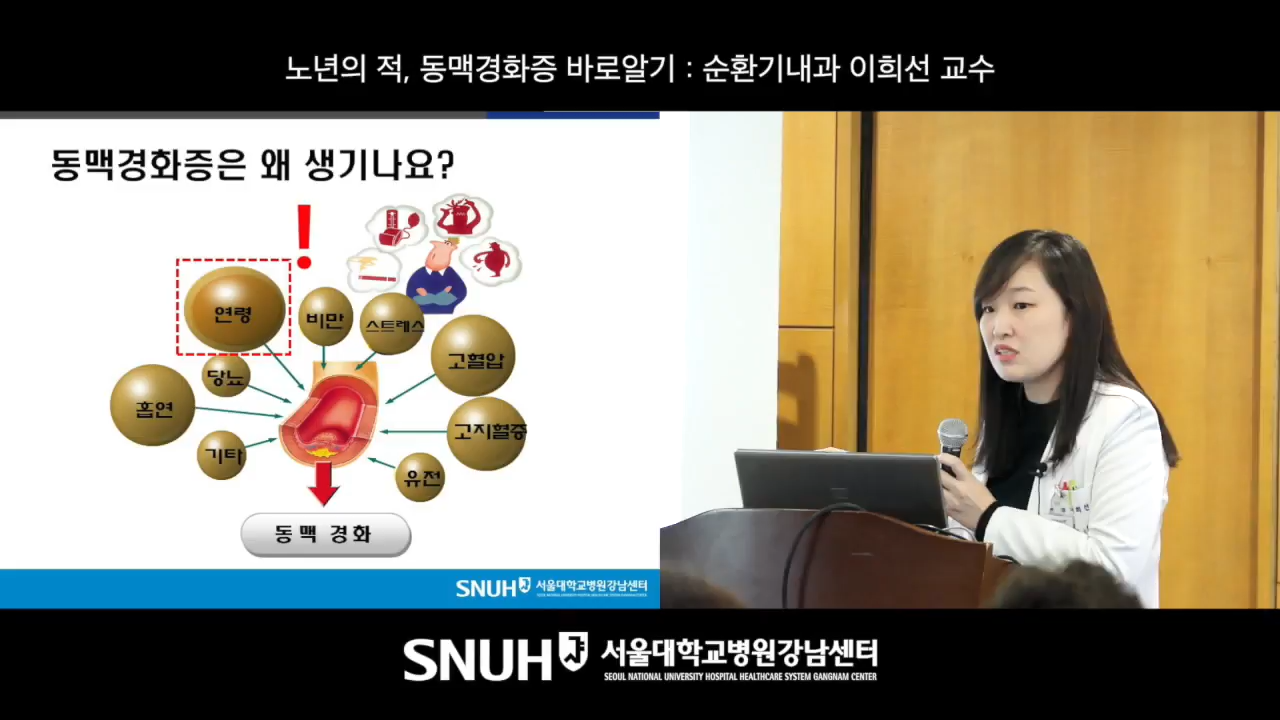 노년의 적, 동맥경화증 바로알기 : 순환기내과 이희선 교수
동맥경화증은 왜 생기나요?
!
연령
비만
스트레스
고혈압
당뇨
흡연
고지혈증
기타
유전
동맥 경화
SNUH 서울대학교병원강남센터
SNUH 서울대학교병원강남센터
SEOUL NATIONAL UNIVERSITY HOSPITAL HEALTHCARE SYSTEM GANGNAM CENTER